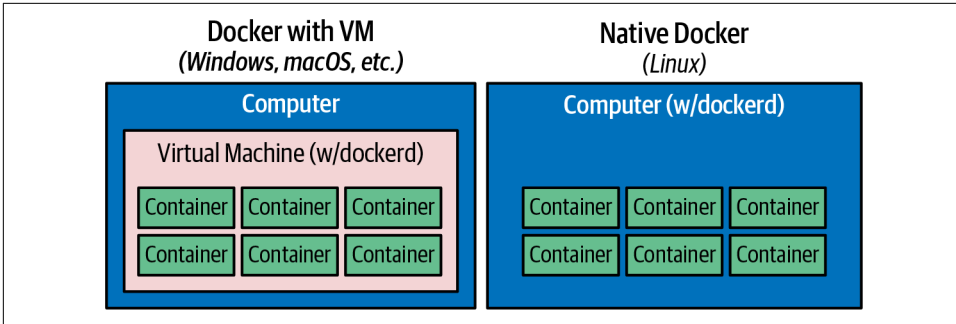 Docker with VM
(Windows, macOS, etc.)
Computer
Virtual Machine (w/dockerd)
Container Container Container
Container Container Container
Native Docker
(Linux)
Computer (w/dockerd)
Container Container Container
Container Container Container